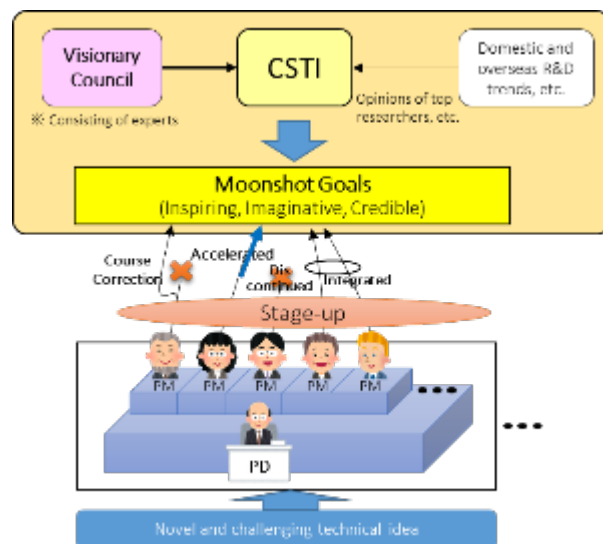 Visionary
Council
CSTI
Domestic and
overseas R&D
trends, etc.
※ Consisting of experts
Opinions of top
researchers, etc.
Moonshot Goals
(Inspiring, Imaginative, Credible)
Course
Correction
Accelerated
Dis
continued
Integrated
Stage-up
PM
PM
PM
PM
PM
PD
Novel and challenging technical idea